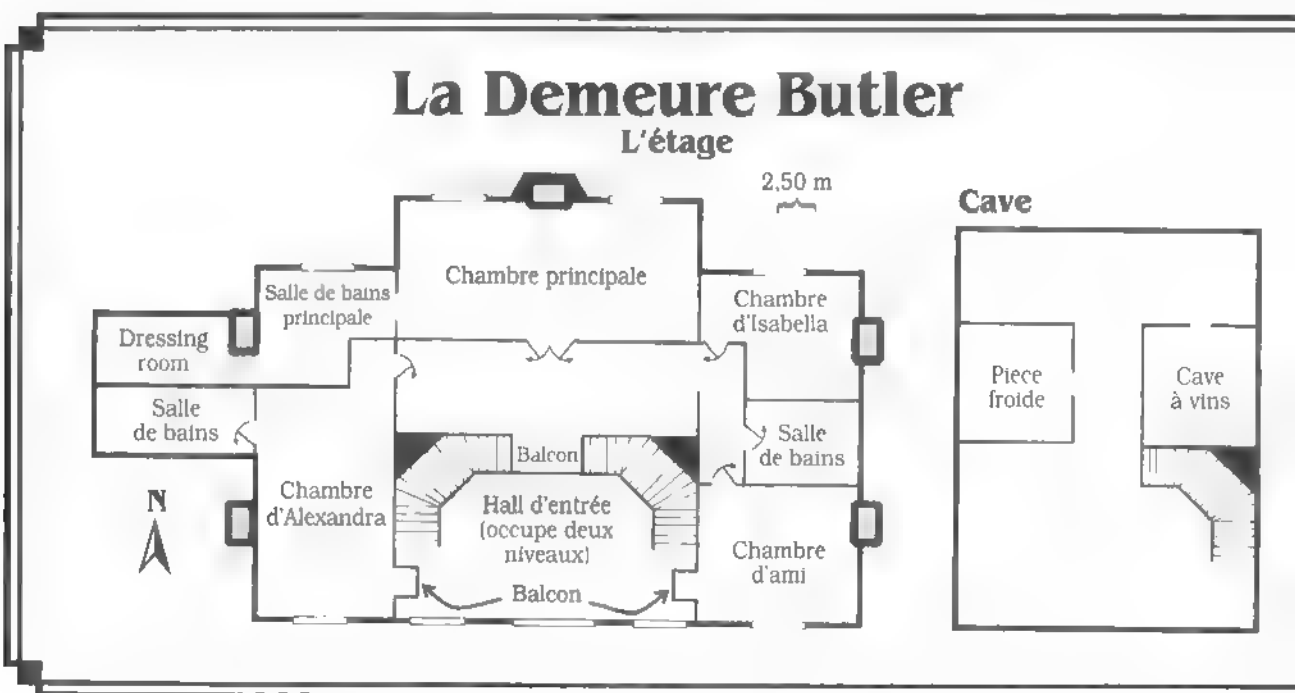 La Demeure Butler
L'étage
2,50 m
Cave
Chambre principale
Salle de bains
principale
Chambre
d'Isabella
Dressing
room
Pièce
froide
Cave
à vins
Salle
de bains
Salle
de bains
Balcon
N
Chambre
d'Alexandra
Hall d'entrée
(occupe deux
niveaux)
Chambre
d'ami
Balcon